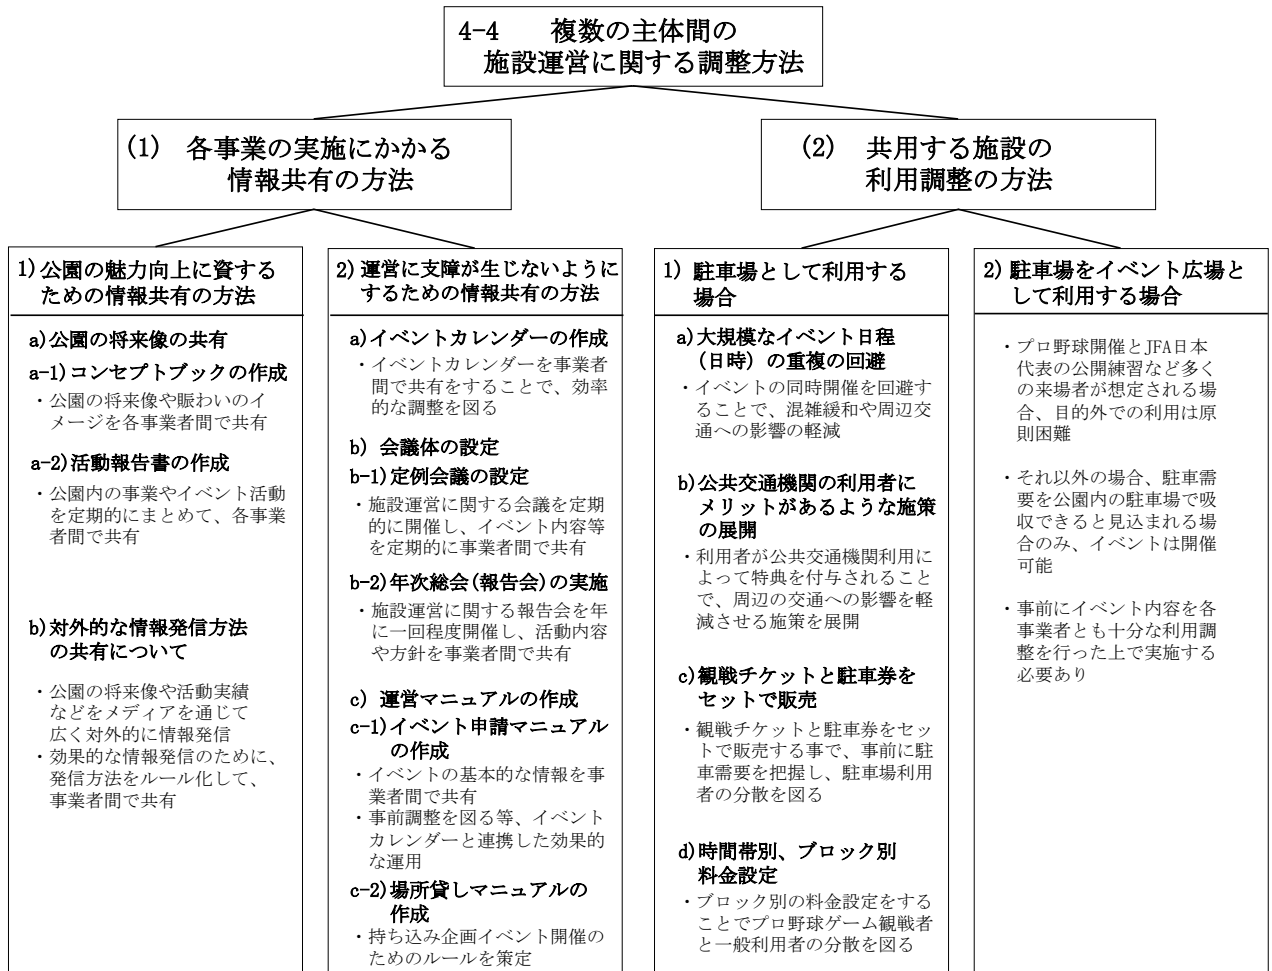 4-4 複数の主体間の
施設運営に関する調整方法
(1) 各事業の実施にかかる
情報共有の方法
(2) 共用する施設の
利用調整の方法
1)公園の魅力向上に資する
ための情報共有の方法
a)公園の将来像の共有
a-1)コンセプトブックの作成
・公園の将来像や賑わいのイ
メージを各事業者間で共有
a-2)活動報告書の作成
・公園内の事業やイベント活動
を定期的にまとめて、各事業
者間で共有
b)対外的な情報発信方法
の共有について
・公園の将来像や活動実績
などをメディアを通じて
広く対外的に情報発信
・効果的な情報発信のために、
発信方法をルール化して、
事業者間で共有
2)運営に支障が生じないように
するための情報共有の方法
a)イベントカレンダーの作成
・イベントカレンダーを事業者
間で共有をすることで、効率
的な調整を図る
b) 会議体の設定
b-1)定例会議の設定
・施設運営に関する会議を定期
的に開催し、イベント内容等
を定期的に事業者間で共有
b-2)年次総会(報告会)の実施
・施設運営に関する報告会を年
に一回程度開催し、活動内容
や方針を事業者間で共有
c) 運営マニュアルの作成
c-1)イベント申請マニュアル
の作成
・イベントの基本的な情報を事
業者間で共有
・事前調整を図る等、イベント
カレンダーと連携した効果的
な運用
c-2)場所貸しマニュアルの
作成
・持ち込み企画イベント開催の
ためのルールを策定
1) 駐車場として利用する
場合
a)大規模なイベント日程
(日時)の重複の回避
・イベントの同時開催を回避す
ることで、混雑緩和や周辺交
通への影響の軽減
b)公共交通機関の利用者に
メリットがあるような施策
の展開
・利用者が公共交通機関利用に
よって特典を付与されること
で、周辺の交通への影響を軽
減させる施策を展開
c)観戦チケットと駐車券を
セットで販売
・観戦チケットと駐車券をセッ
トで販売する事で、事前に駐
車需要を把握し、駐車場利用
者の分散を図る
d)時間帯別、ブロック別
料金設定
・ブロック別の料金設定をする
ことでプロ野球ゲーム観戦者
と一般利用者の分散を図る
2)駐車場をイベント広場と
して利用する場合
・プロ野球開催とJFA日本
代表の公開練習など多く
の来場者が想定される場
合、目的外での利用は原
則困難
・それ以外の場合、駐車需
要を公園内の駐車場で吸
収できると見込まれる場
合のみ、イベントは開催
可能
・事前にイベント内容を各
事業者とも十分な利用調
整を行った上で実施する
必要あり